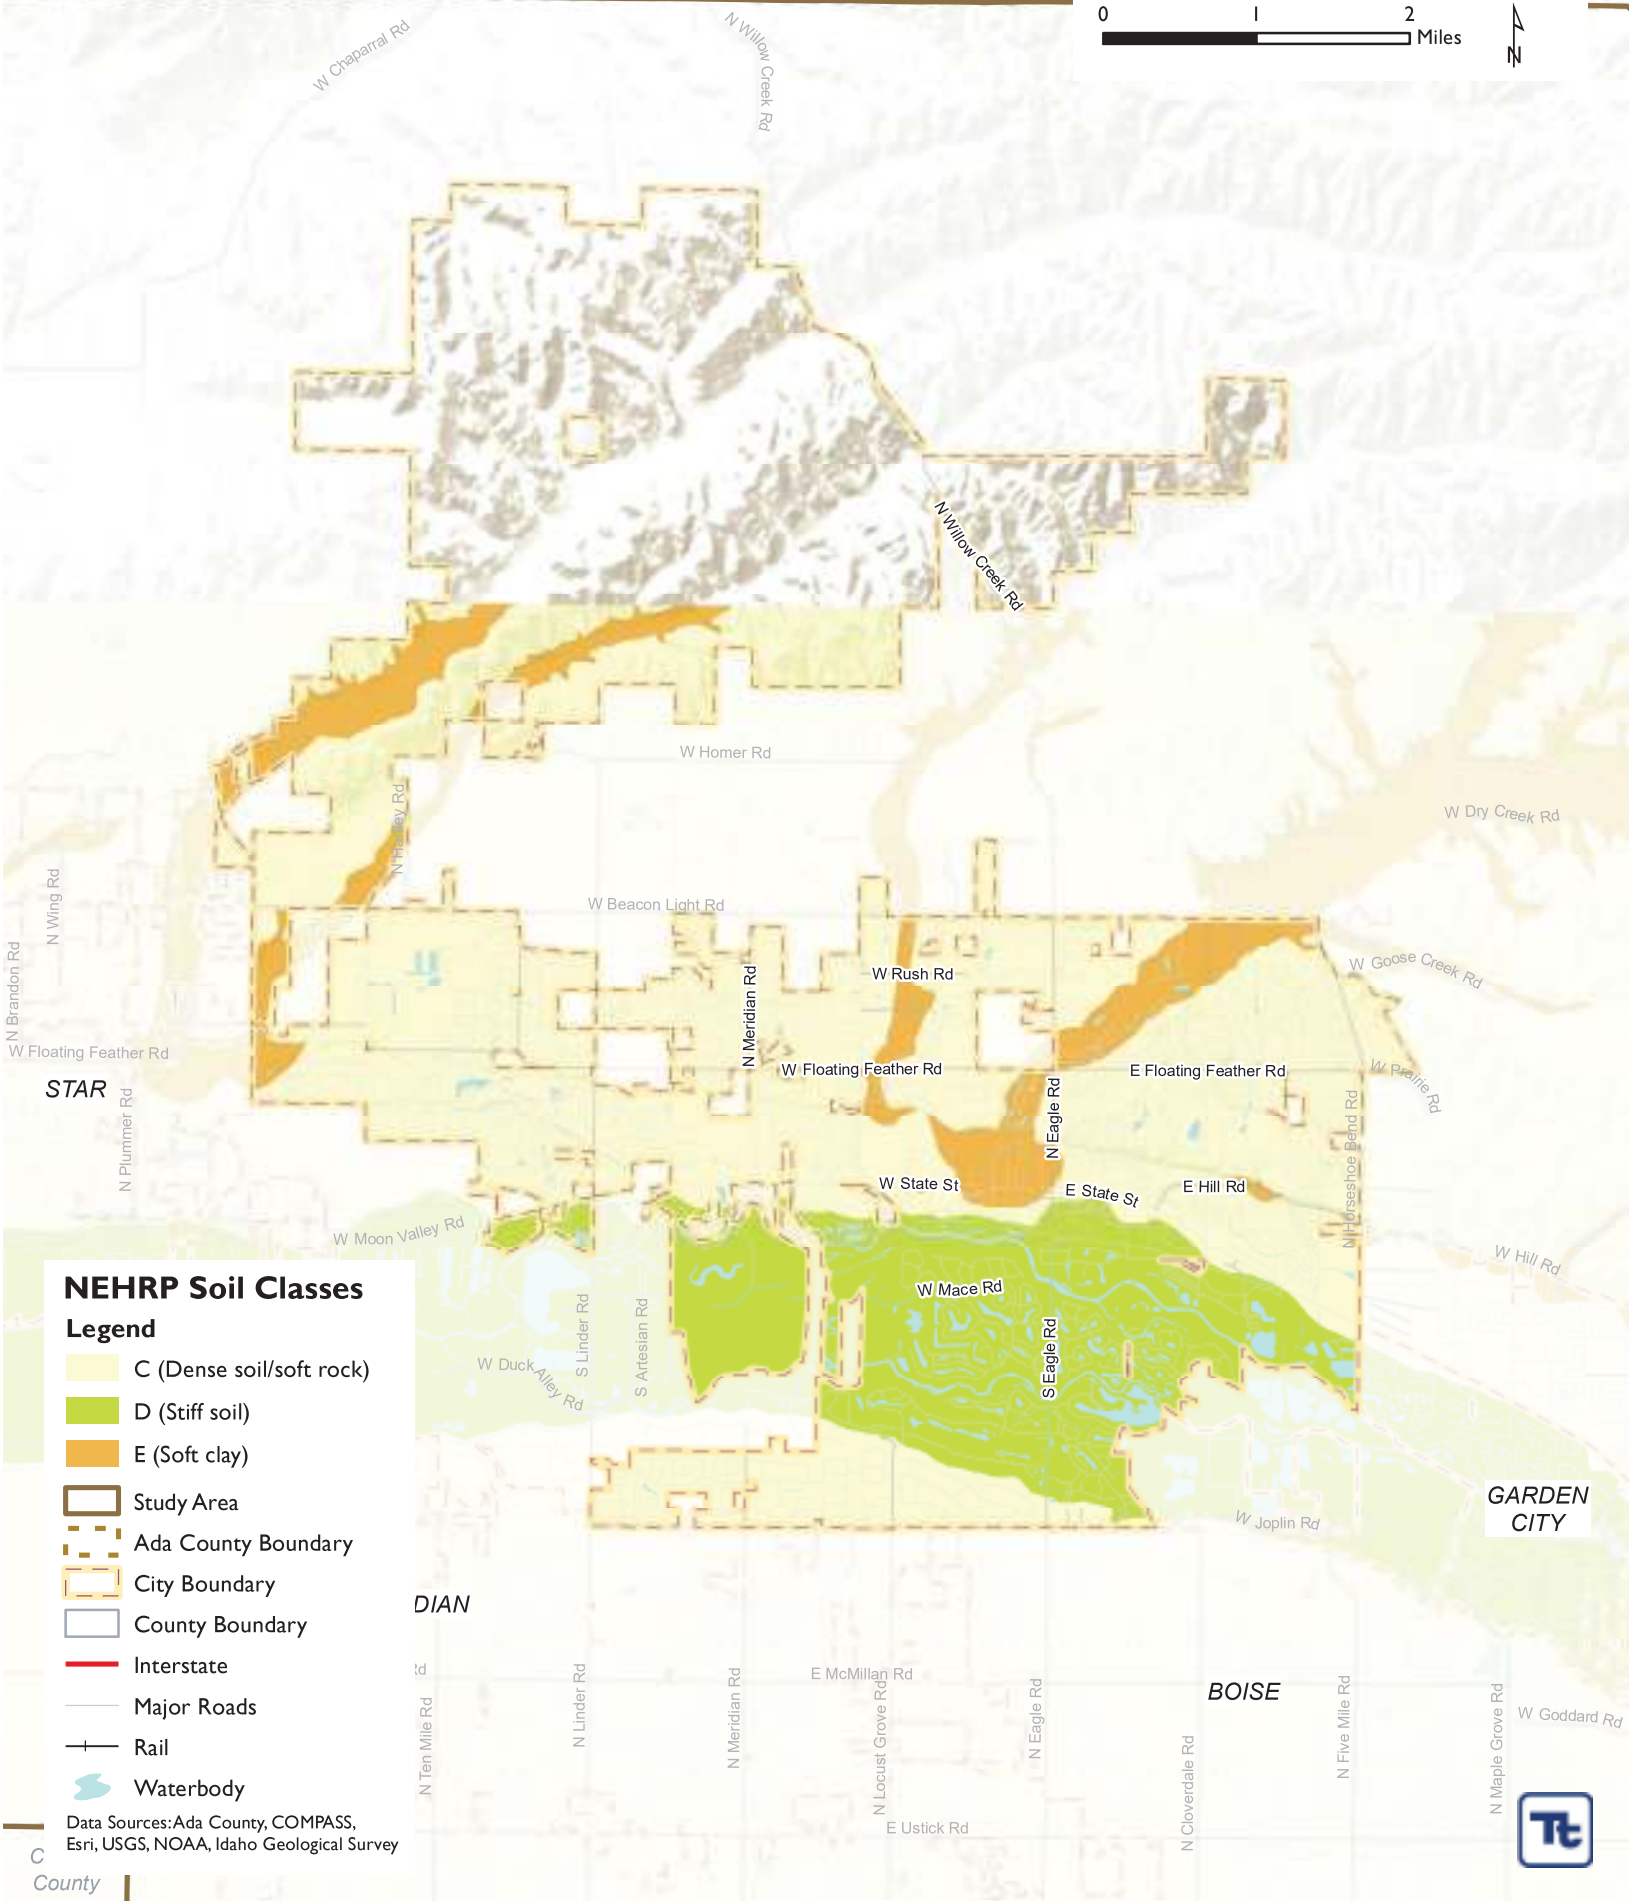 0 1 2
Miles
N
W Chaparral Rd
N Willow Creek Rd
N Willow Creek Rd
W Homer Rd
W Dry Creek Rd
N Hartley Rd
N Wing Rd
W Beacon Light Rd
N Brandon Rd
W Rush Rd
W Goose Creek Rd
N Meridian Rd
W Floating Feather Rd
W Floating Feather Rd
E Floating Feather Rd
W Prairie Rd
STAR
N Plummer Rd
N Eagle Rd
N Horseshoe Bend Rd
W State St
E State St
E Hill Rd
W Moon Valley Rd
W Hill Rd
W Mace Rd
S Linder Rd
S Artesian Rd
S Eagle Rd
W Duck Alley Rd
NEHRP Soil Classes
Legend
C (Dense soil/soft rock)
D (Stiff soil)
E (Soft clay)
Study Area
Ada County Boundary
City Boundary
County Boundary
Interstate
Major Roads
Rail
Waterbody
Data Sources: Ada County, COMPASS,
Esri, USGS, NOAA, Idaho Geological Survey
GARDEN
CITY
W Joplin Rd
DIAN
Rd
E McMillan Rd
BOISE
N Ten Mile Rd
N Linder Rd
N Meridian Rd
N Locust Grove Rd
N Eagle Rd
N Cloverdale Rd
N Five Mile Rd
N Maple Grove Rd
W Goddard Rd
E Ustick Rd
C
County
Tt